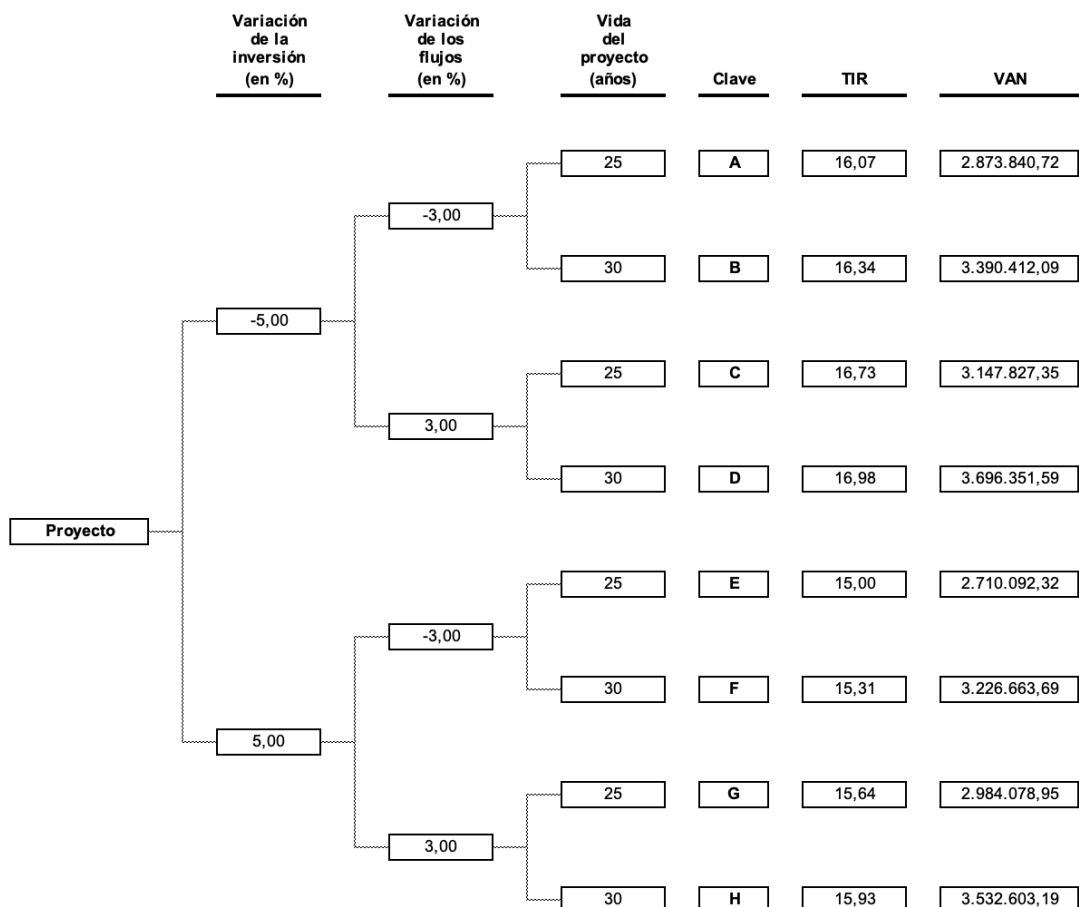 Variación de la inversión (en %)
Variación de los flujos (en %)
Vida del proyecto (años)
Clave
TIR
VAN
25
A
16,07
2.873.840,72
-3,00
30
B
16,34
3.390.412,09
-5,00
25
C
16,73
3.147.827,35
3,00
30
D
16,98
3.696.351,59
Proyecto
25
E
15,00
2.710.092,32
-3,00
30
F
15,31
3.226.663,69
5,00
25
G
15,64
2.984.078,95
3,00
30
H
15,93
3.532.603,19